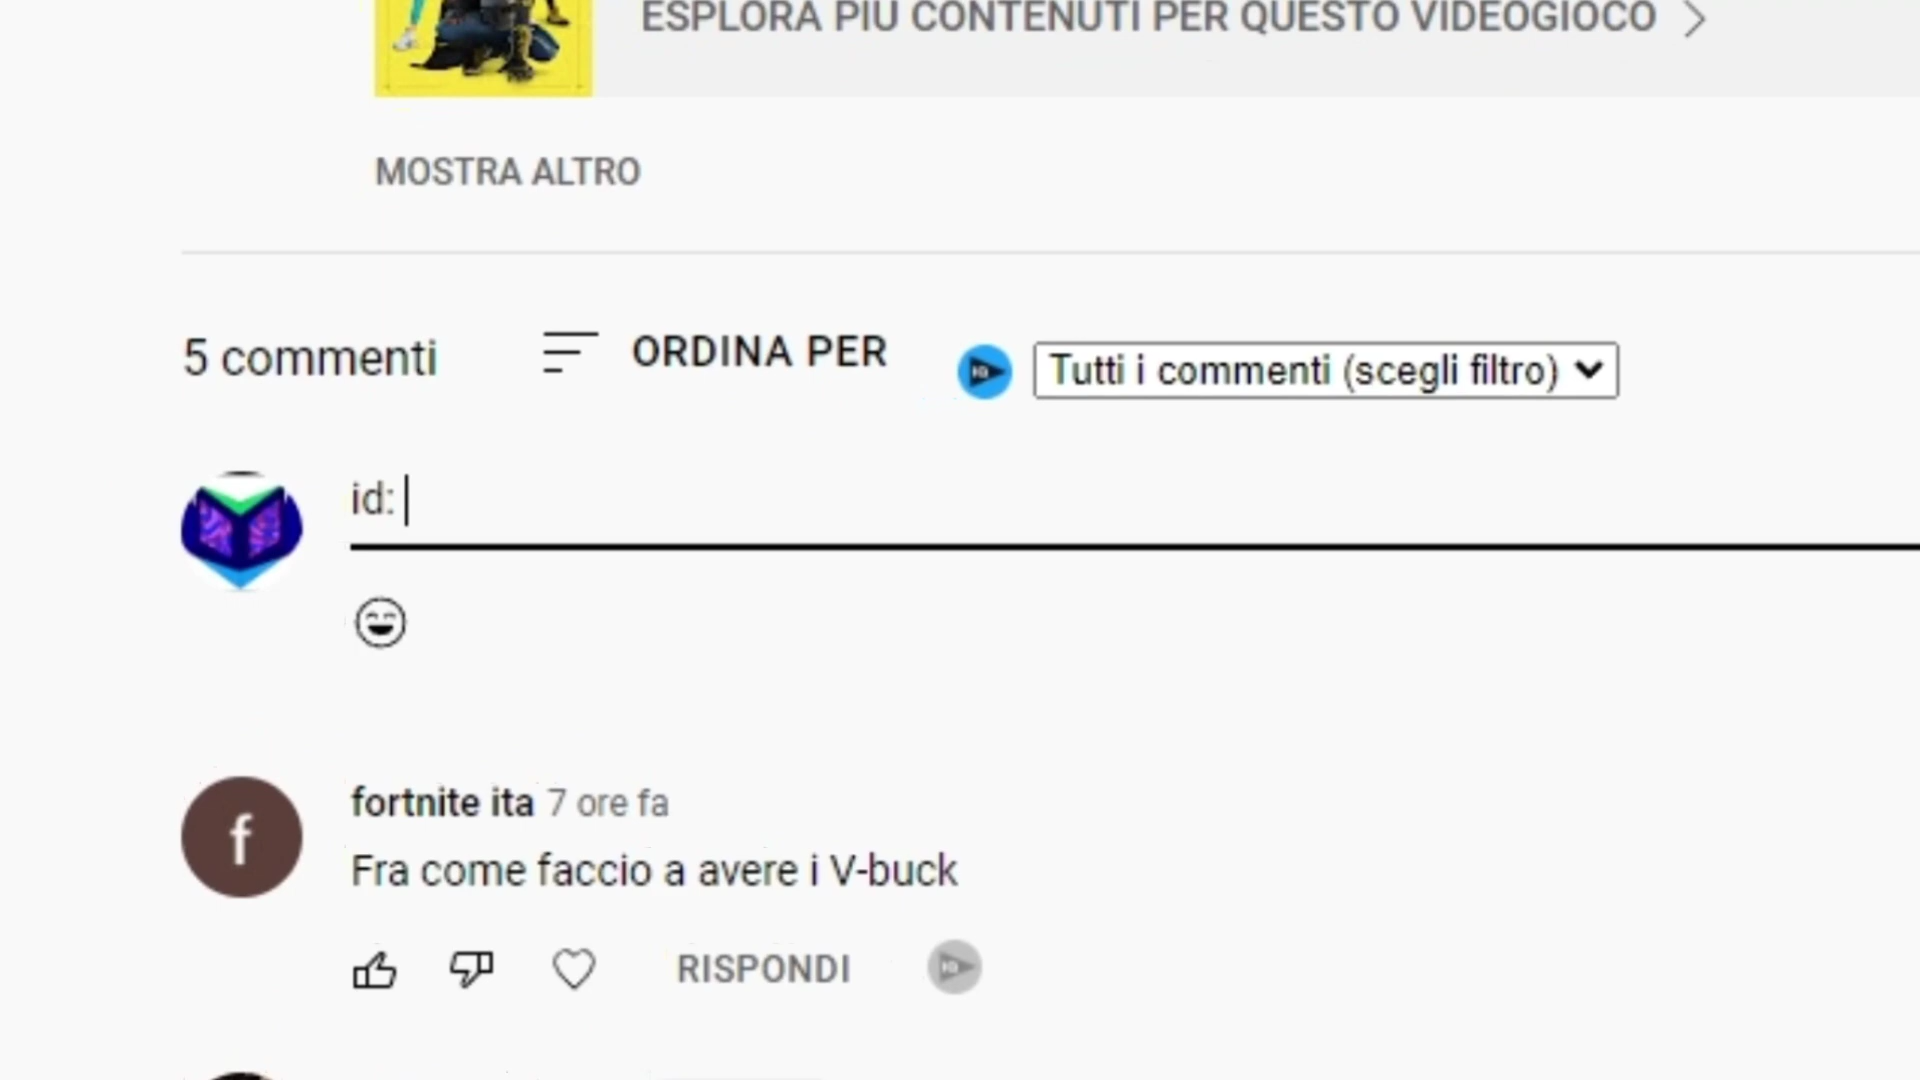 ESPLORA PIÙ CONTENUTI PER QUESTO VIDEOGIOCO
MOSTRA ALTRO
5 commenti
ORDINA PER
Tutti i commenti (scegli filtro)
id:
fortnite ita 7 ore fa
f
Fra come faccio a avere i V-buck
RISPONDI